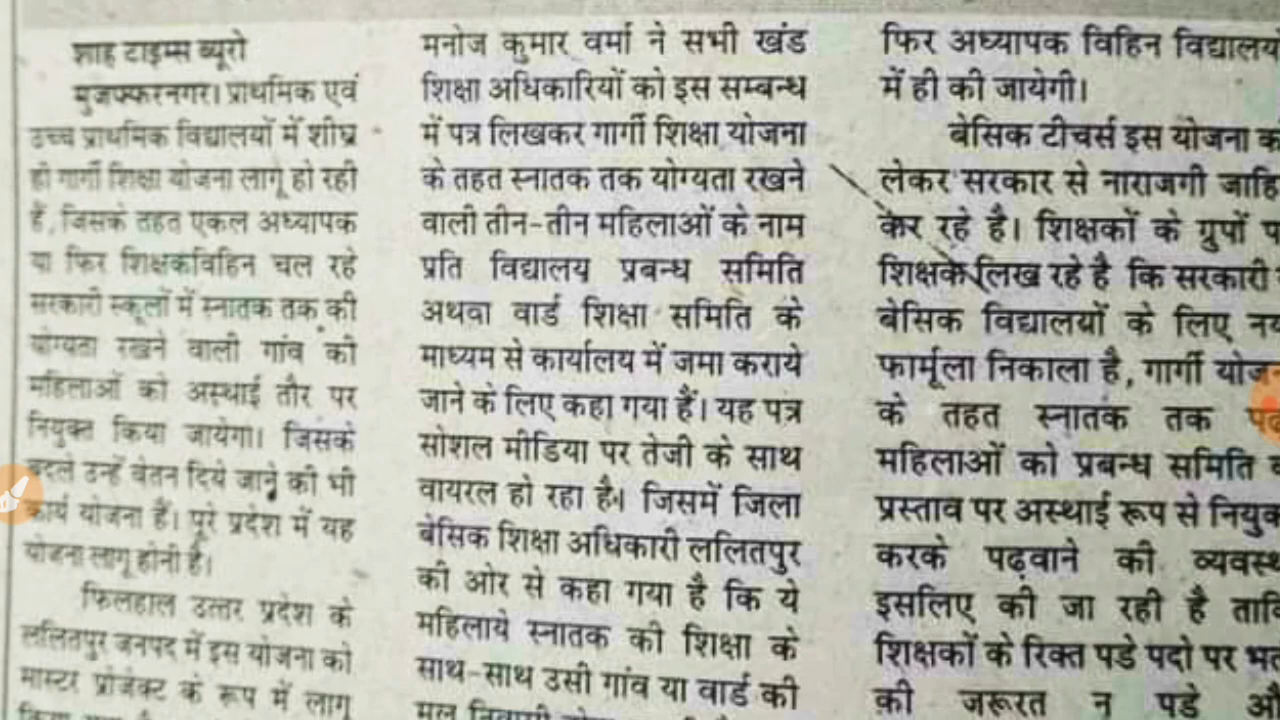 शाह टाइम्स ब्यूरो
मुजफ्फरनगर। प्राथमिक एवं
उच्च प्राथमिक विद्यालयों में शीघ्र
ही गार्गी शिक्षा योजना लागू हो रही
हैं, जिसके तहत एकल अध्यापक
या फिर शिक्षकविहिन चल रहे
सरकारी स्कूलों में स्नातक तक की
योग्यता रखने वाली गांव की
महिलाओं को अस्थाई तौर पर
नियुक्त किया जायेगा। जिसके
बदले उन्हें वेतन दिये जाने की भी
कार्य योजना हैं। पूरे प्रदेश में यह
योजना लागू होनी है।
फिलहाल उत्तर प्रदेश के
ललितपुर जनपद में इस योजना को
मास्टर प्रोजेक्ट के रूप में लागू
मनोज कुमार वर्मा ने सभी खंड
शिक्षा अधिकारियों को इस सम्बन्ध
में पत्र लिखकर गार्गी शिक्षा योजना
के तहत स्नातक तक योग्यता रखने
वाली तीन-तीन महिलाओं के नाम
प्रति विद्यालय प्रबन्ध समिति
अथवा वार्ड शिक्षा समिति के
माध्यम से कार्यालय में जमा कराये
जाने के लिए कहा गया हैं। यह पत्र
सोशल मीडिया पर तेजी के साथ
वायरल हो रहा है। जिसमें जिला
बेसिक शिक्षा अधिकारी ललितपुर
की ओर से कहा गया है कि ये
महिलाये स्नातक की शिक्षा के
साथ-साथ उसी गांव या वार्ड की
फिर अध्यापक विहिन विद्यालय
में ही की जायेगी।
बेसिक टीचर्स इस योजना क
लेकर सरकार से नाराजगी जाहि
कर रहे है। शिक्षकों के ग्रुपों प
शिक्षक लिख रहे है कि सरकारी
बेसिक विद्यालयों के लिए नय
फार्मूला निकाला है, गार्गी योज
के तहत स्नातक तक
महिलाओं को प्रबन्ध समिति
प्रस्ताव पर अस्थाई रूप से नियुक
करके पढ़वाने की व्यवस्थ
इसलिए की जा रही है ताकि
शिक्षकों के रिक्त पडे पदो पर भ
की जरूरत न पडे औ